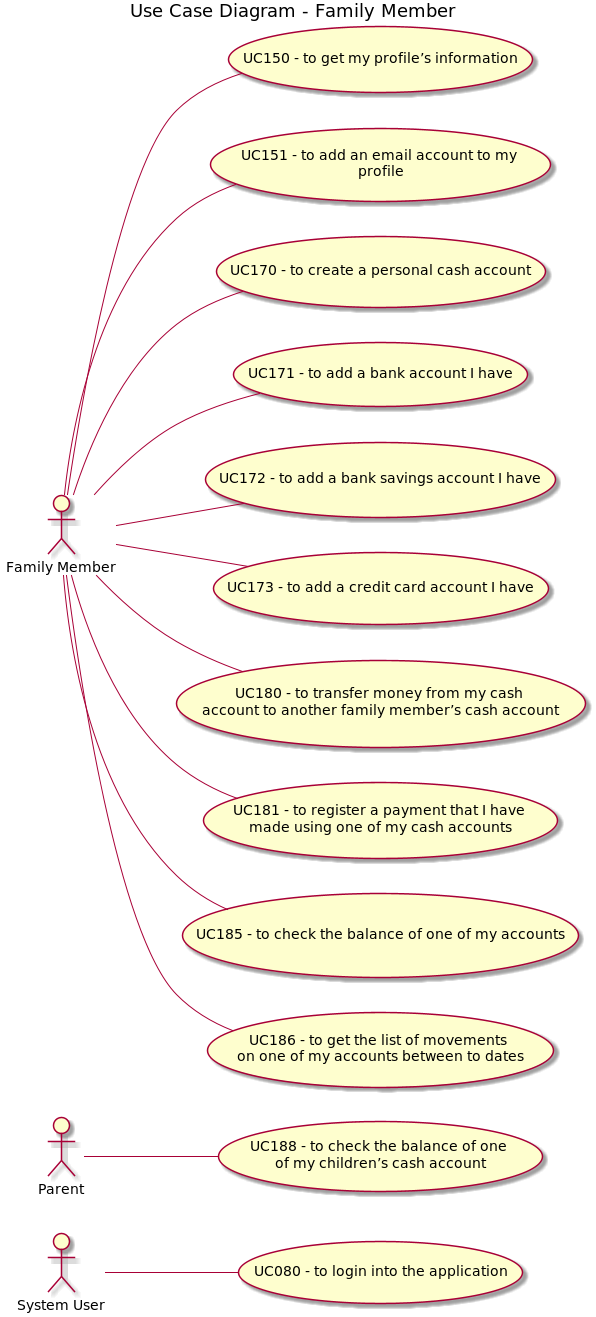 Use Case Diagram - Family Member
UC150 - to get my profile’s information
UC151 - to add an email account to my
profile
UC170 - to create a personal cash account
UC171 - to add a bank account I have
UC172 - to add a bank savings account I have
Family Member
UC173 - to add a credit card account I have
UC180 - to transfer money from my cash
account to another family member’s cash account
UC181 - to register a payment that I have
made using one of my cash accounts
UC185 - to check the balance of one of my accounts
UC186 - to get the list of movements
on one of my accounts between to dates
UC188 - to check the balance of one
of my children’s cash account
Parent
UC080 - to login into the application
System User